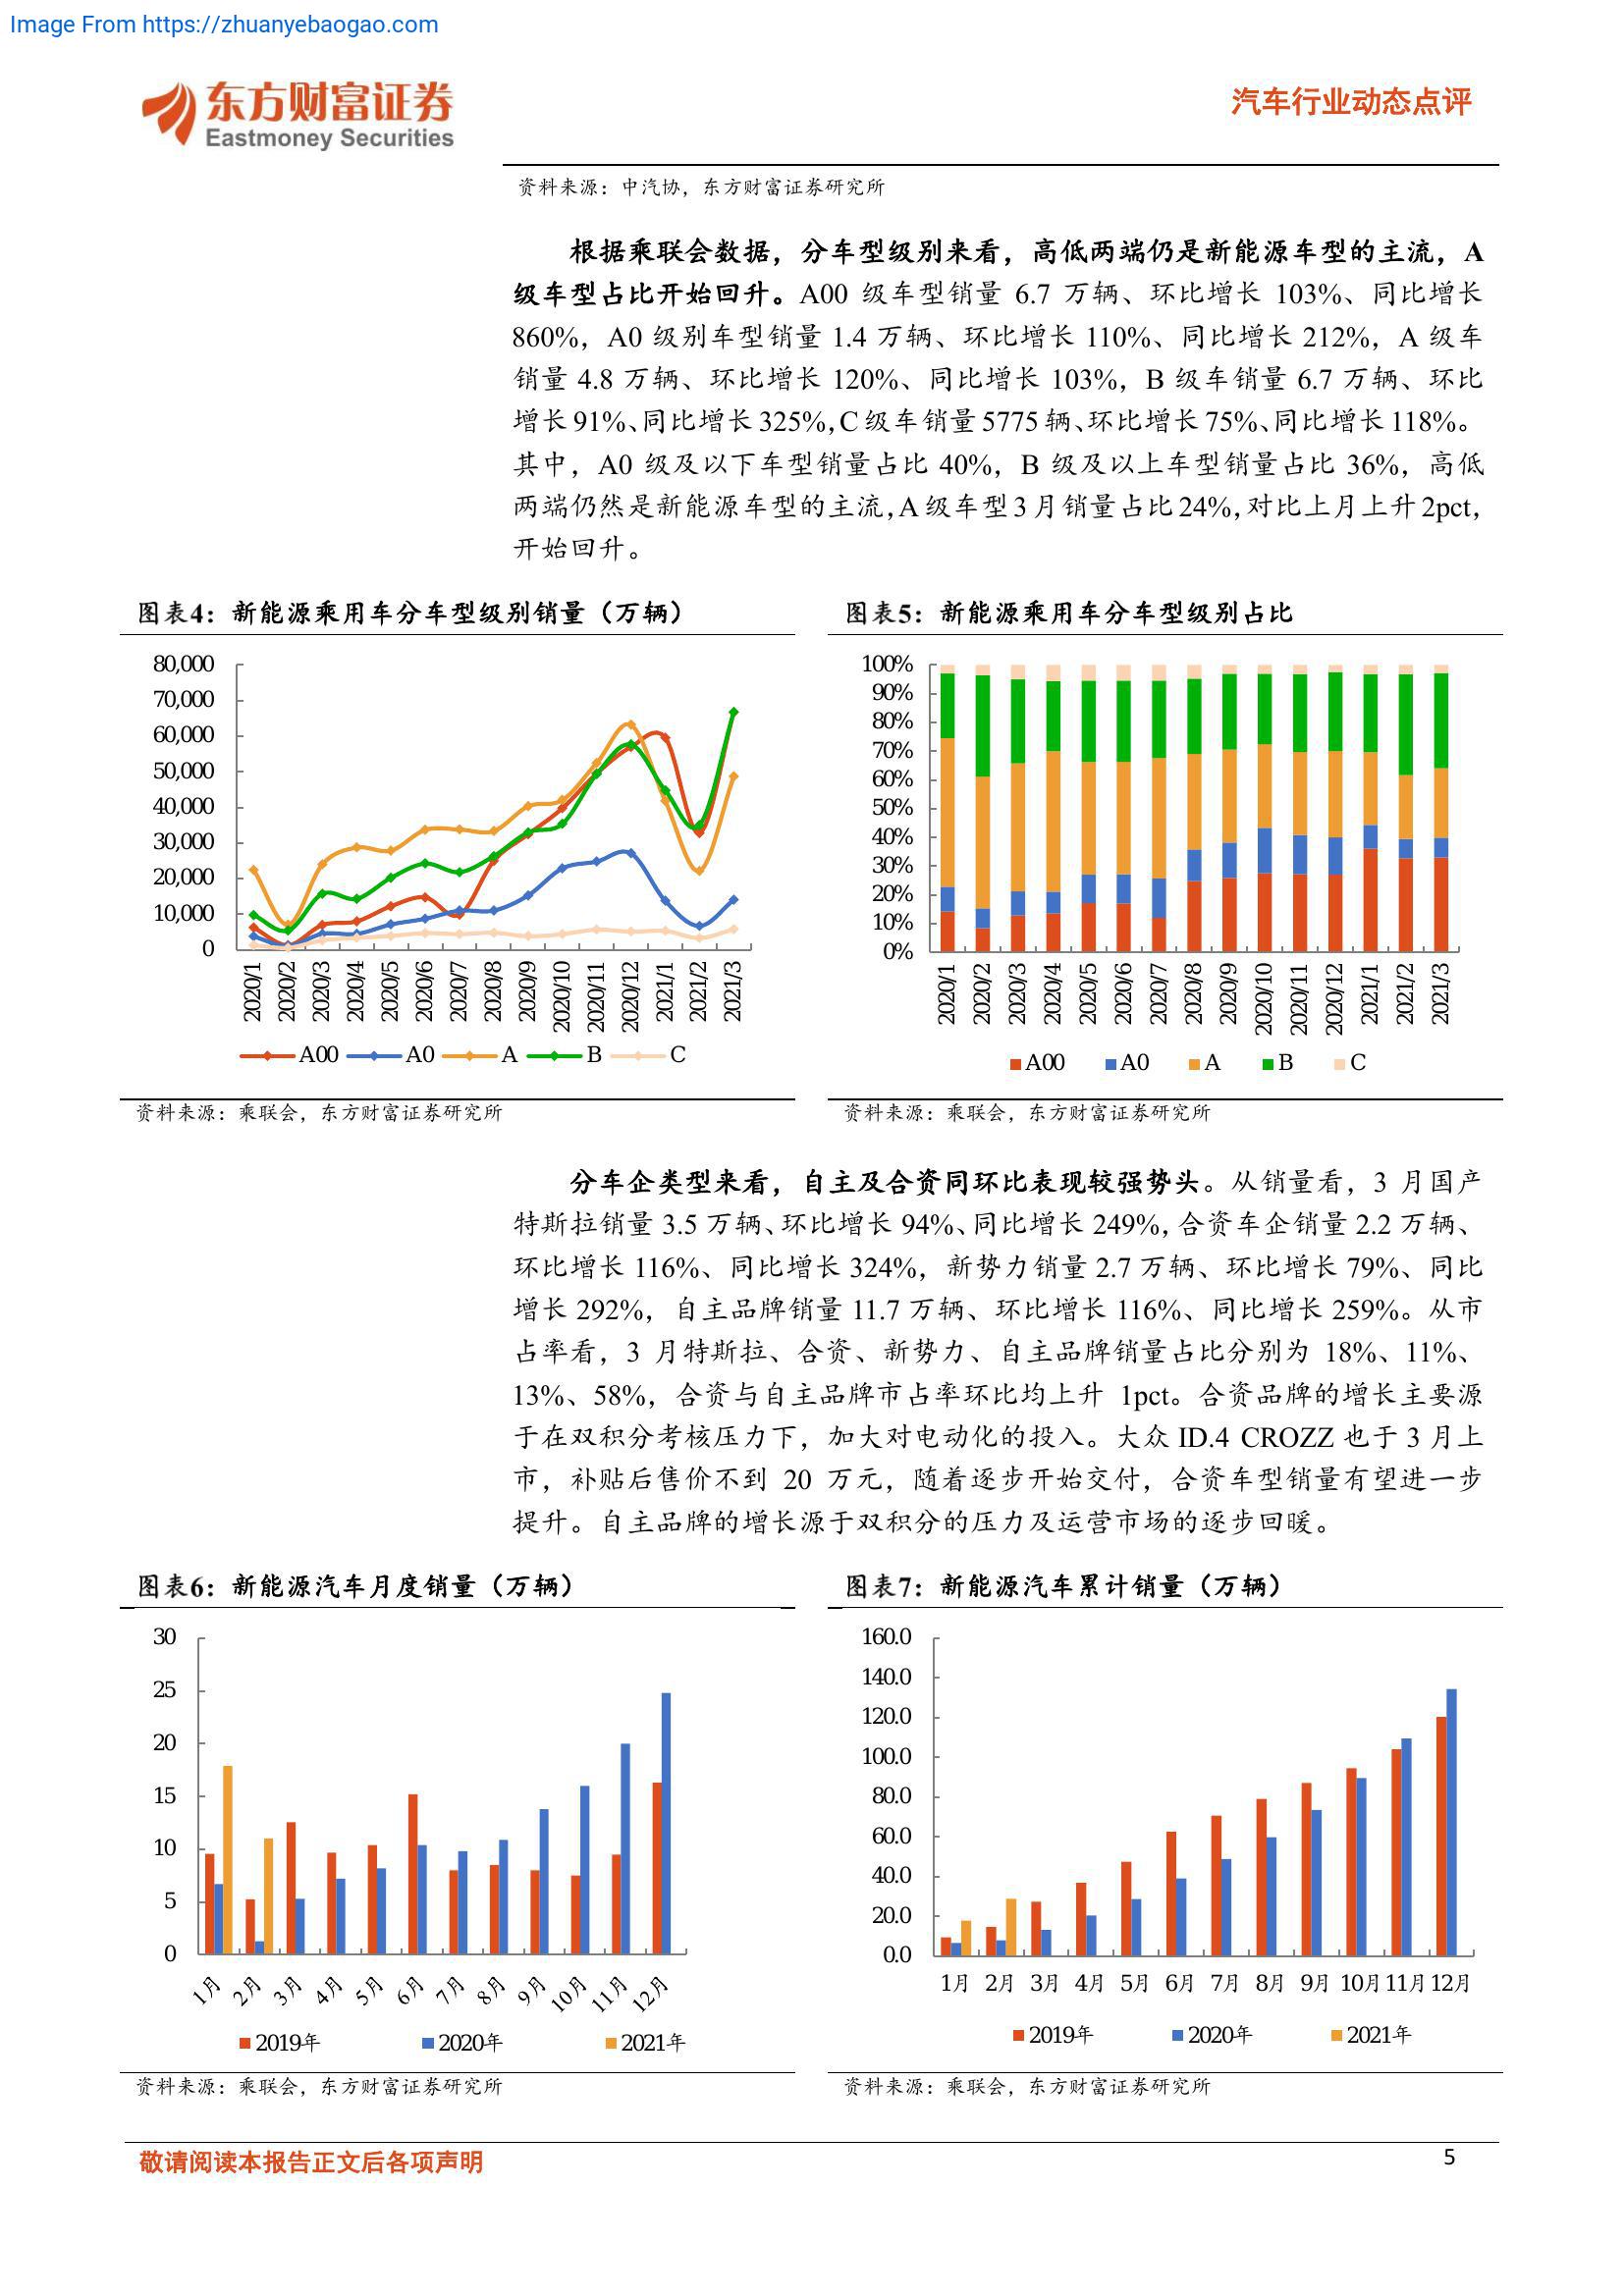 Image From https://zhuanyebaogao.com
东方财富证券
Eastmoney Securities
汽车行业动态点评
资料来源：中汽协，东方财富证券研究所
根据乘联会数据，分车型级别来看，高低两端仍是新能源车型的主流，A
级车型占比开始回升。A00 级车型销量 6.7 万辆、环比增长 103%、同比增长
860%，A0 级别车型销量 1.4 万辆、环比增长 110%、同比增长 212%，A 级车
销量 4.8 万辆、环比增长 120%、同比增长 103%，B 级车销量 6.7 万辆、环比
增长 91%、同比增长 325%，C 级车销量 5775 辆、环比增长 75%、同比增长 118%。
其中，A0 级及以下车型销量占比 40%，B 级及以上车型销量占比 36%，高低
两端仍然是新能源车型的主流，A 级车型 3 月销量占比 24%，对比上月上升 2pct，
开始回升。
图表4：新能源乘用车分车型级别销量（万辆）
80,000
70,000
60,000
50,000
40,000
30,000
20,000
10,000
0
2020/1 2020/2 2020/3 2020/4 2020/5 2020/6 2020/7 2020/8 2020/9 2020/10 2020/11 2020/12 2021/1 2021/2 2021/3
A00 A0 A B C
资料来源：乘联会，东方财富证券研究所
图表5：新能源乘用车分车型级别占比
100%
90%
80%
70%
60%
50%
40%
30%
20%
10%
0%
2020/1 2020/2 2020/3 2020/4 2020/5 2020/6 2020/7 2020/8 2020/9 2020/10 2020/11 2020/12 2021/1 2021/2 2021/3
A00 A0 A B C
资料来源：乘联会，东方财富证券研究所
分车企类型来看，自主及合资同环比表现较强势头。从销量看，3 月国产
特斯拉销量 3.5 万辆、环比增长 94%、同比增长 249%，合资车企销量 2.2 万辆、
环比增长 116%、同比增长 324%，新势力销量 2.7 万辆、环比增长 79%、同比
增长 292%，自主品牌销量 11.7 万辆、环比增长 116%、同比增长 259%。从市
占率看，3 月特斯拉、合资、新势力、自主品牌销量占比分别为 18%、11%、
13%、58%，合资与自主品牌市占率环比均上升 1pct。合资品牌的增长主要源
于在双积分考核压力下，加大对电动化的投入。大众 ID.4 CROZZ 也于 3 月上
市，补贴后售价不到 20 万元，随着逐步开始交付，合资车型销量有望进一步
提升。自主品牌的增长源于双积分的压力及运营市场的逐步回暖。
图表6：新能源汽车月度销量（万辆）
30
25
20
15
10
5
0
1月 2月 3月 4月 5月 6月 7月 8月 9月 10月 11月 12月
2019年 2020年 2021年
资料来源：乘联会，东方财富证券研究所
图表7：新能源汽车累计销量（万辆）
160.0
140.0
120.0
100.0
80.0
60.0
40.0
20.0
0.0
1月 2月 3月 4月 5月 6月 7月 8月 9月 10月 11月 12月
2019年 2020年 2021年
资料来源：乘联会，东方财富证券研究所
敬请阅读本报告正文后各项声明
5